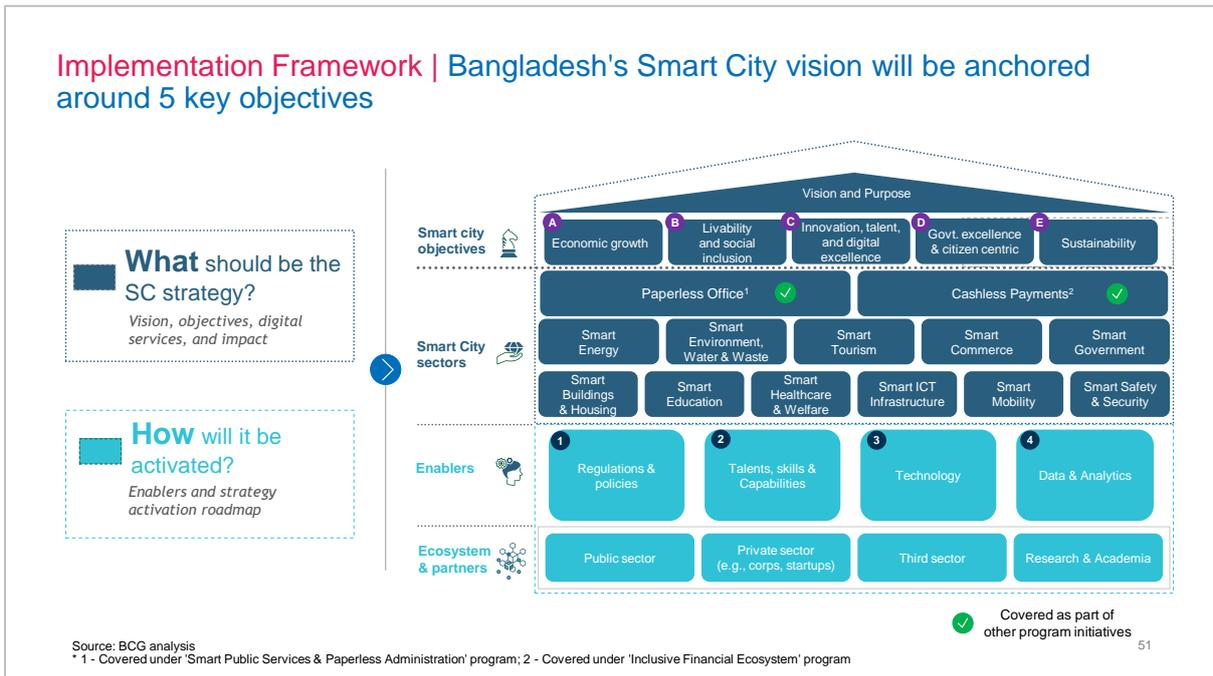 Implementation Framework | Bangladesh's Smart City vision will be anchored
around 5 key objectives
What should be the
SC strategy?
Vision, objectives, digital
services, and impact
How will it be
activated?
Enablers and strategy
activation roadmap
Vision and Purpose
Smart city
objectives
A
Economic growth
B
Livability
and social
inclusion
C
Innovation, talent,
and digital
excellence
D
Govt. excellence
& citizen centric
E
Sustainability
Smart City
sectors
Paperless Office¹
Cashless Payments²
Smart
Energy
Smart
Environment,
Water & Waste
Smart
Tourism
Smart
Commerce
Smart
Government
Smart
Buildings
& Housing
Smart
Education
Smart
Healthcare
& Welfare
Smart ICT
Infrastructure
Smart
Mobility
Smart Safety
& Security
Enablers
1
Regulations &
policies
2
Talents, skills &
Capabilities
3
Technology
4
Data & Analytics
Ecosystem
& partners
Public sector
Private sector
(e.g., corps, startups)
Third sector
Research & Academia
Covered as part of
other program initiatives
Source: BCG analysis
* 1 - Covered under 'Smart Public Services & Paperless Administration' program; 2 - Covered under 'Inclusive Financial Ecosystem' program
51